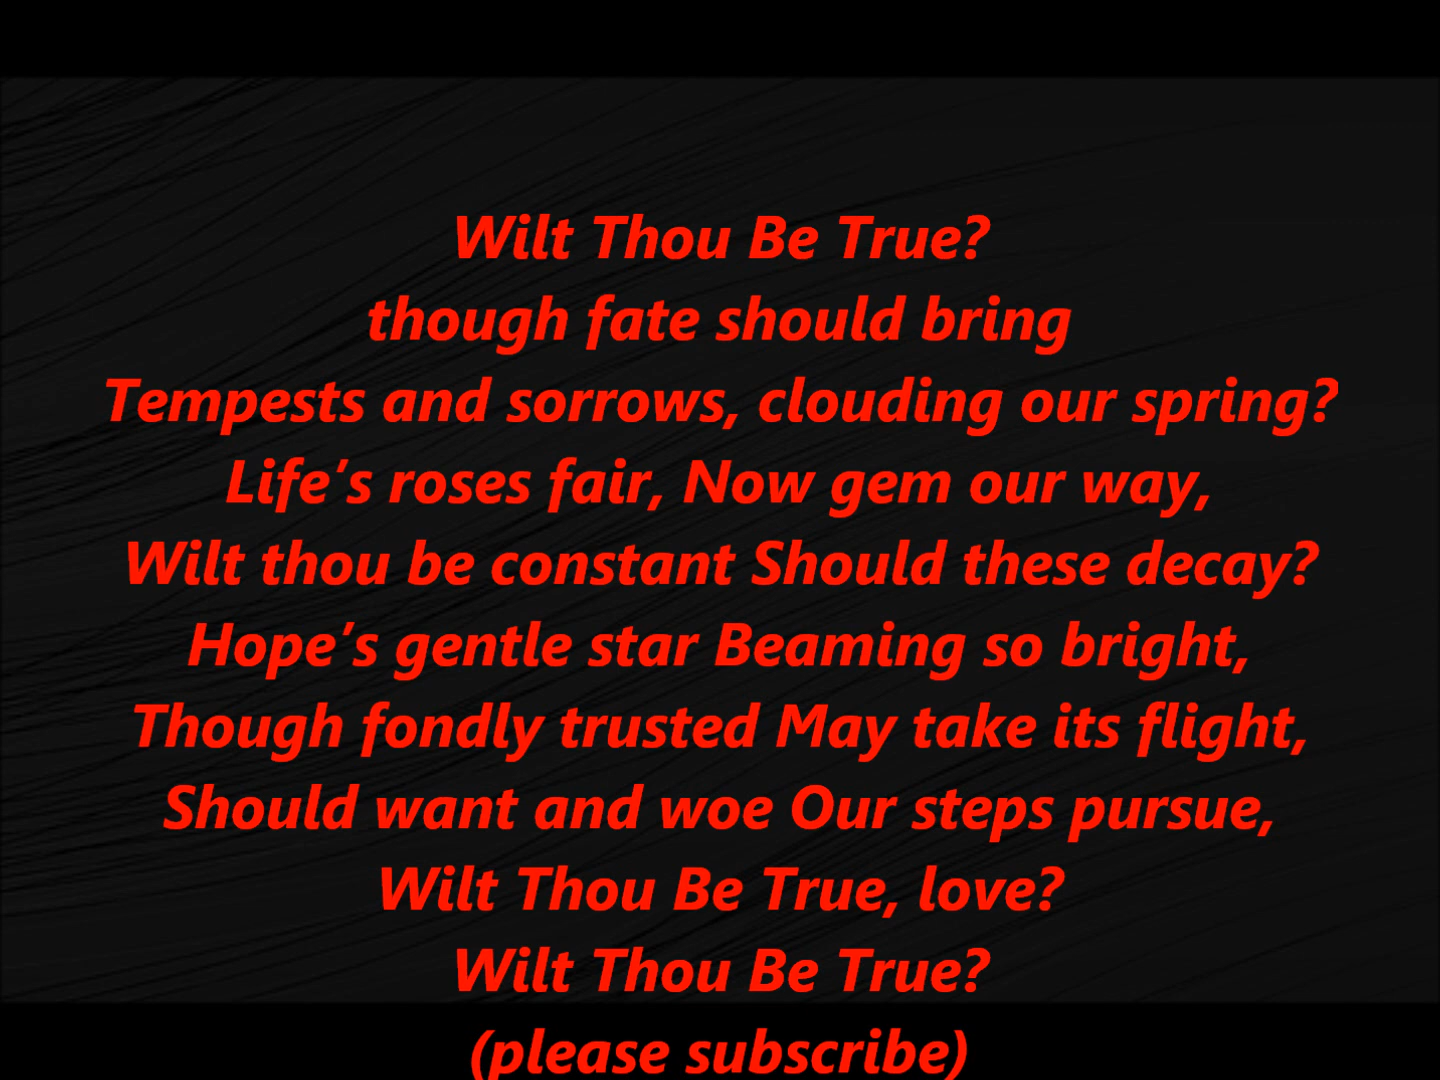 Wilt Thou Be True?
though fate should bring
Tempests and sorrows, clouding our spring?
Life’s roses fair, Now gem our way,
Wilt thou be constant Should these decay?
Hope’s gentle star Beaming so bright,
Though fondly trusted May take its flight,
Should want and woe Our steps pursue,
Wilt Thou Be True, love?
Wilt Thou Be True?
(please subscribe)